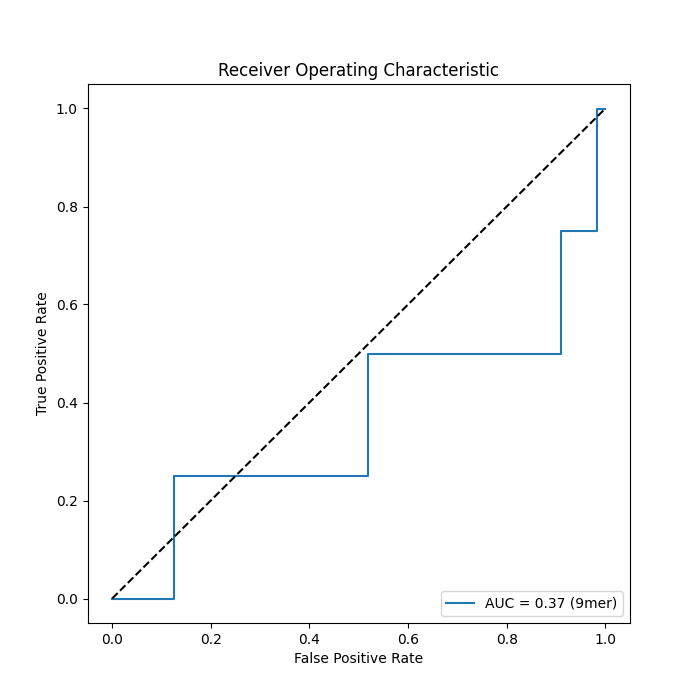 Receiver Operating Characteristic
1.0
0.8
0.6
0.4
0.2
0.0
True Positive Rate
AUC = 0.37 (9mer)
0.0 0.2 0.4 0.6 0.8 1.0
False Positive Rate